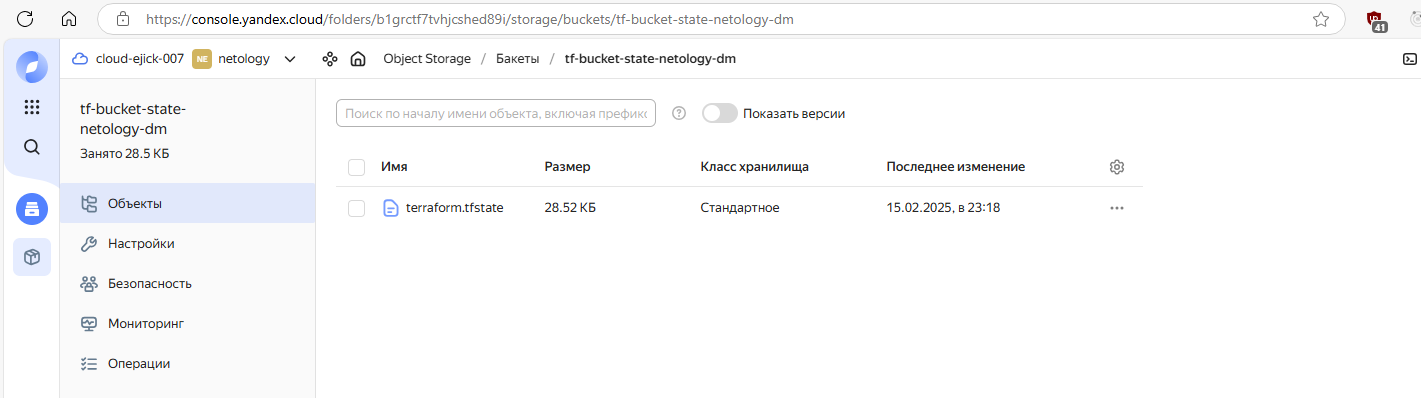 https://console.yandex.cloud/folders/b1grctf7tvhjcshed89i/storage/buckets/tf-bucket-state-netology-dm
41
cloud-ejick-007 NE netology Object Storage / Бакеты / tf-bucket-state-netology-dm
tf-bucket-state-
netology-dm
Занято 28.5 КБ
Объекты
Настройки
Безопасность
Мониторинг
Операции
Поиск по началу имени объекта, включая префикс ? Показать версии
Имя Размер Класс хранилища Последнее изменение
terraform.tfstate 28.52 КБ Стандартное 15.02.2025, в 23:18